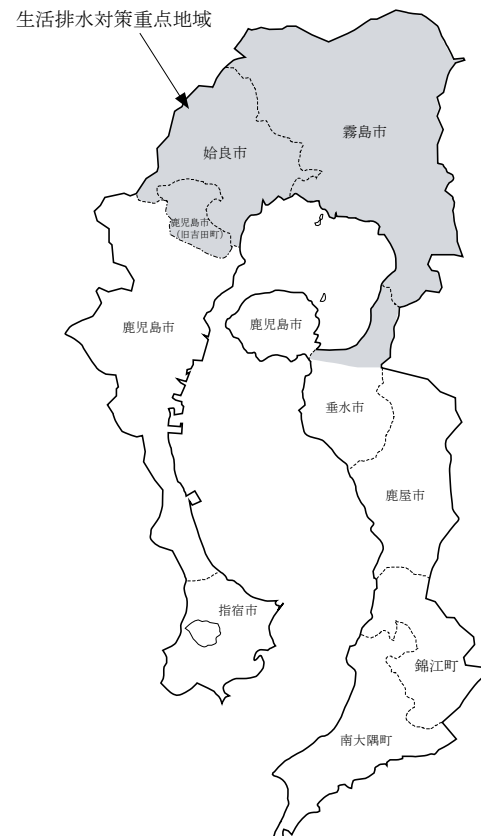 生活排水対策重点地域
霧島市
姶良市
鹿児島市
(旧吉田町)
鹿児島市
鹿児島市
垂水市
鹿屋市
指宿市
錦江町
南大隅町